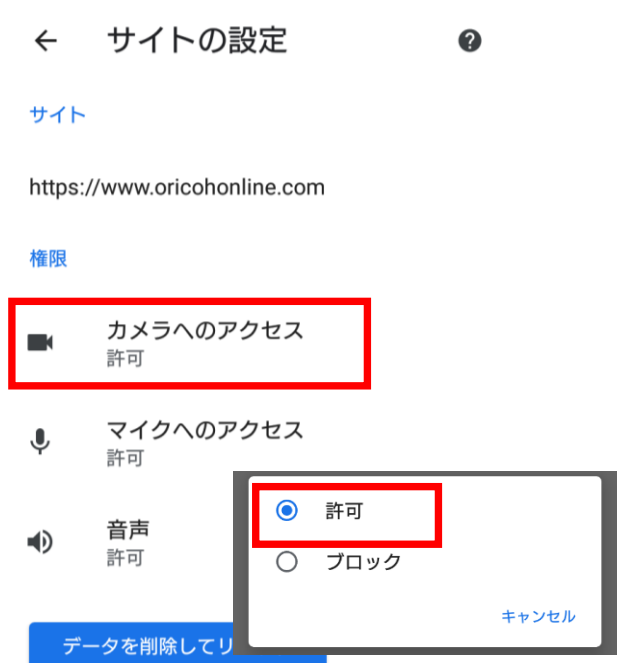 サイトの設定
サイト
https://www.oricohonline.com
権限
カメラへのアクセス
許可
マイクへのアクセス
許可
音声
許可
データを削除してリ
許可
ブロック
キャンセル